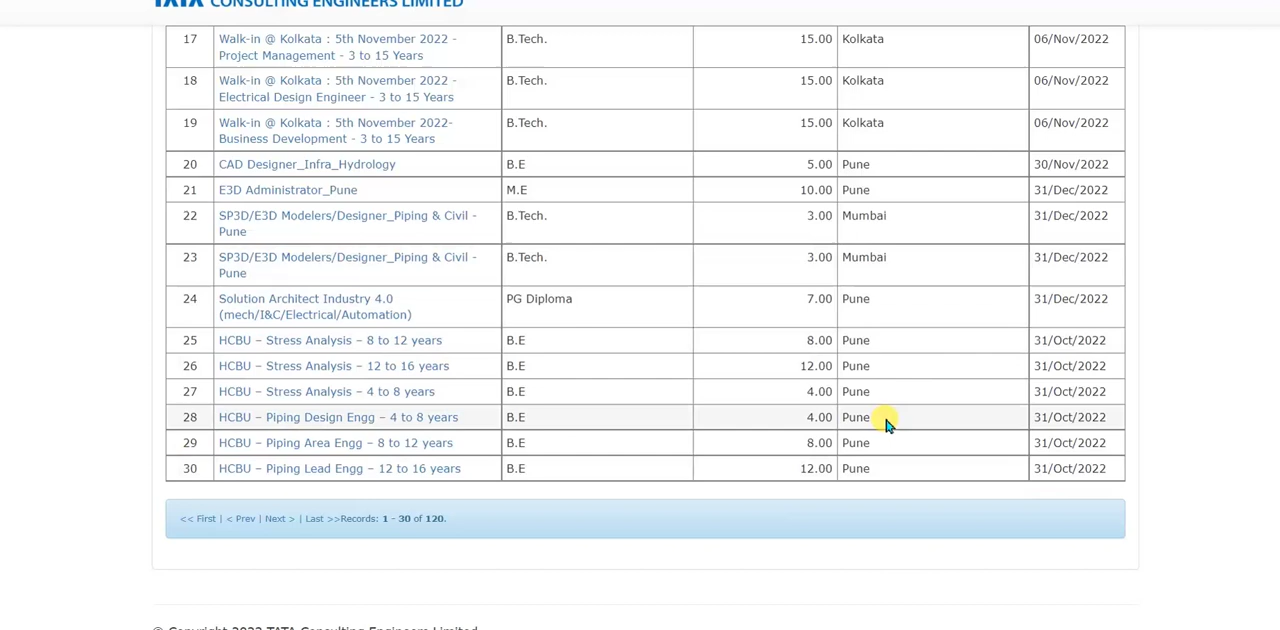 TATA CONSULTING ENGINEERS LIMITED
17 Walk-in @ Kolkata : 5th November 2022 - B.Tech. 15.00 Kolkata 06/Nov/2022
Project Management - 3 to 15 Years
18 Walk-in @ Kolkata : 5th November 2022 - B.Tech. 15.00 Kolkata 06/Nov/2022
Electrical Design Engineer - 3 to 15 Years
19 Walk-in @ Kolkata : 5th November 2022- B.Tech. 15.00 Kolkata 06/Nov/2022
Business Development - 3 to 15 Years
20 CAD Designer_Infra_Hydrology B.E 5.00 Pune 30/Nov/2022
21 E3D Administrator_Pune M.E 10.00 Pune 31/Dec/2022
22 SP3D/E3D Modelers/Designer_Piping & Civil - B.Tech. 3.00 Mumbai 31/Dec/2022
Pune
23 SP3D/E3D Modelers/Designer_Piping & Civil - B.Tech. 3.00 Mumbai 31/Dec/2022
Pune
24 Solution Architect Industry 4.0 PG Diploma 7.00 Pune 31/Dec/2022
(mech/I&C/Electrical/Automation)
25 HCBU – Stress Analysis – 8 to 12 years B.E 8.00 Pune 31/Oct/2022
26 HCBU – Stress Analysis – 12 to 16 years B.E 12.00 Pune 31/Oct/2022
27 HCBU – Stress Analysis – 4 to 8 years B.E 4.00 Pune 31/Oct/2022
28 HCBU – Piping Design Engg – 4 to 8 years B.E 4.00 Pune 31/Oct/2022
29 HCBU – Piping Area Engg – 8 to 12 years B.E 8.00 Pune 31/Oct/2022
30 HCBU – Piping Lead Engg – 12 to 16 years B.E 12.00 Pune 31/Oct/2022
<< First | < Prev | Next > | Last >>Records: 1 - 30 of 120.
© Copyright 2022 TATA Consulting Engineers Limited